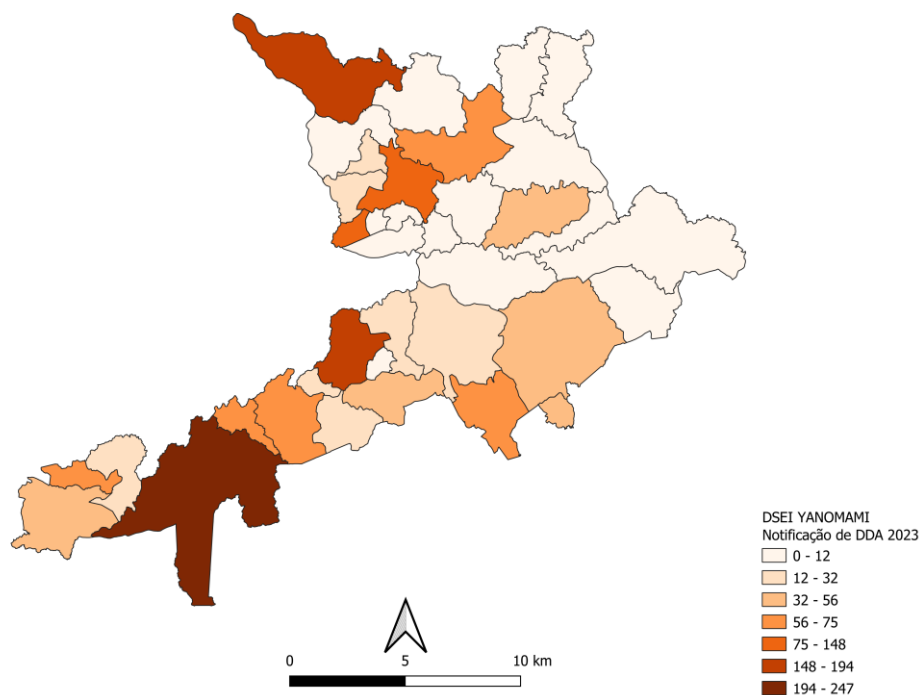 DSEI YANOMAMI
Notificação de DDA 2023
0 - 12
12 - 32
32 - 56
56 - 75
75 - 148
148 - 194
194 - 247
0 5 10 km